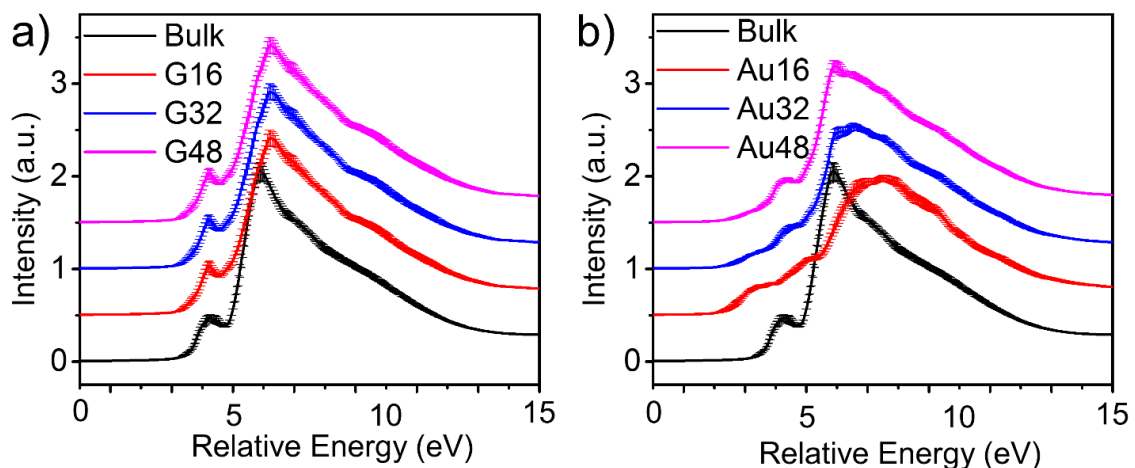 a)
Bulk
G16
G32
G48
Intensity (a.u.)
3
2
1
0
0 5 10 15
Relative Energy (eV)
b)
Bulk
Au16
Au32
Au48
Intensity (a.u.)
3
2
1
0
0 5 10 15
Relative Energy (eV)